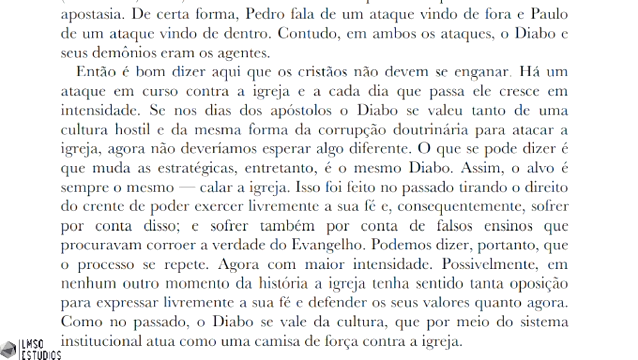 apostasia. De certa forma, Pedro fala de um ataque vindo de fora e Paulo
de um ataque vindo de dentro. Contudo, em ambos os ataques, o Diabo e
seus demônios eram os agentes.
Então é bom dizer aqui que os cristãos não devem se enganar. Há um
ataque em curso contra a igreja e a cada dia que passa ele cresce em
intensidade. Se nos dias dos apóstolos o Diabo se valeu tanto de uma
cultura hostil e da mesma forma da corrupção doutrinária para atacar a
igreja, agora não deveríamos esperar algo diferente. O que se pode dizer é
que muda as estratégicas, entretanto, é o mesmo Diabo. Assim, o alvo é
sempre o mesmo — calar a igreja. Isso foi feito no passado tirando o direito
do crente de poder exercer livremente a sua fé e, consequentemente, sofrer
por conta disso; e sofrer também por conta de falsos ensinos que
procuravam corroer a verdade do Evangelho. Podemos dizer, portanto, que
o processo se repete. Agora com maior intensidade. Possivelmente, em
nenhum outro momento da história a igreja tenha sentido tanta oposição
para expressar livremente a sua fé e defender os seus valores quanto agora.
Como no passado, o Diabo se vale da cultura, que por meio do sistema
institucional atua como uma camisa de força contra a igreja.
LMSO
ESTUDIOS